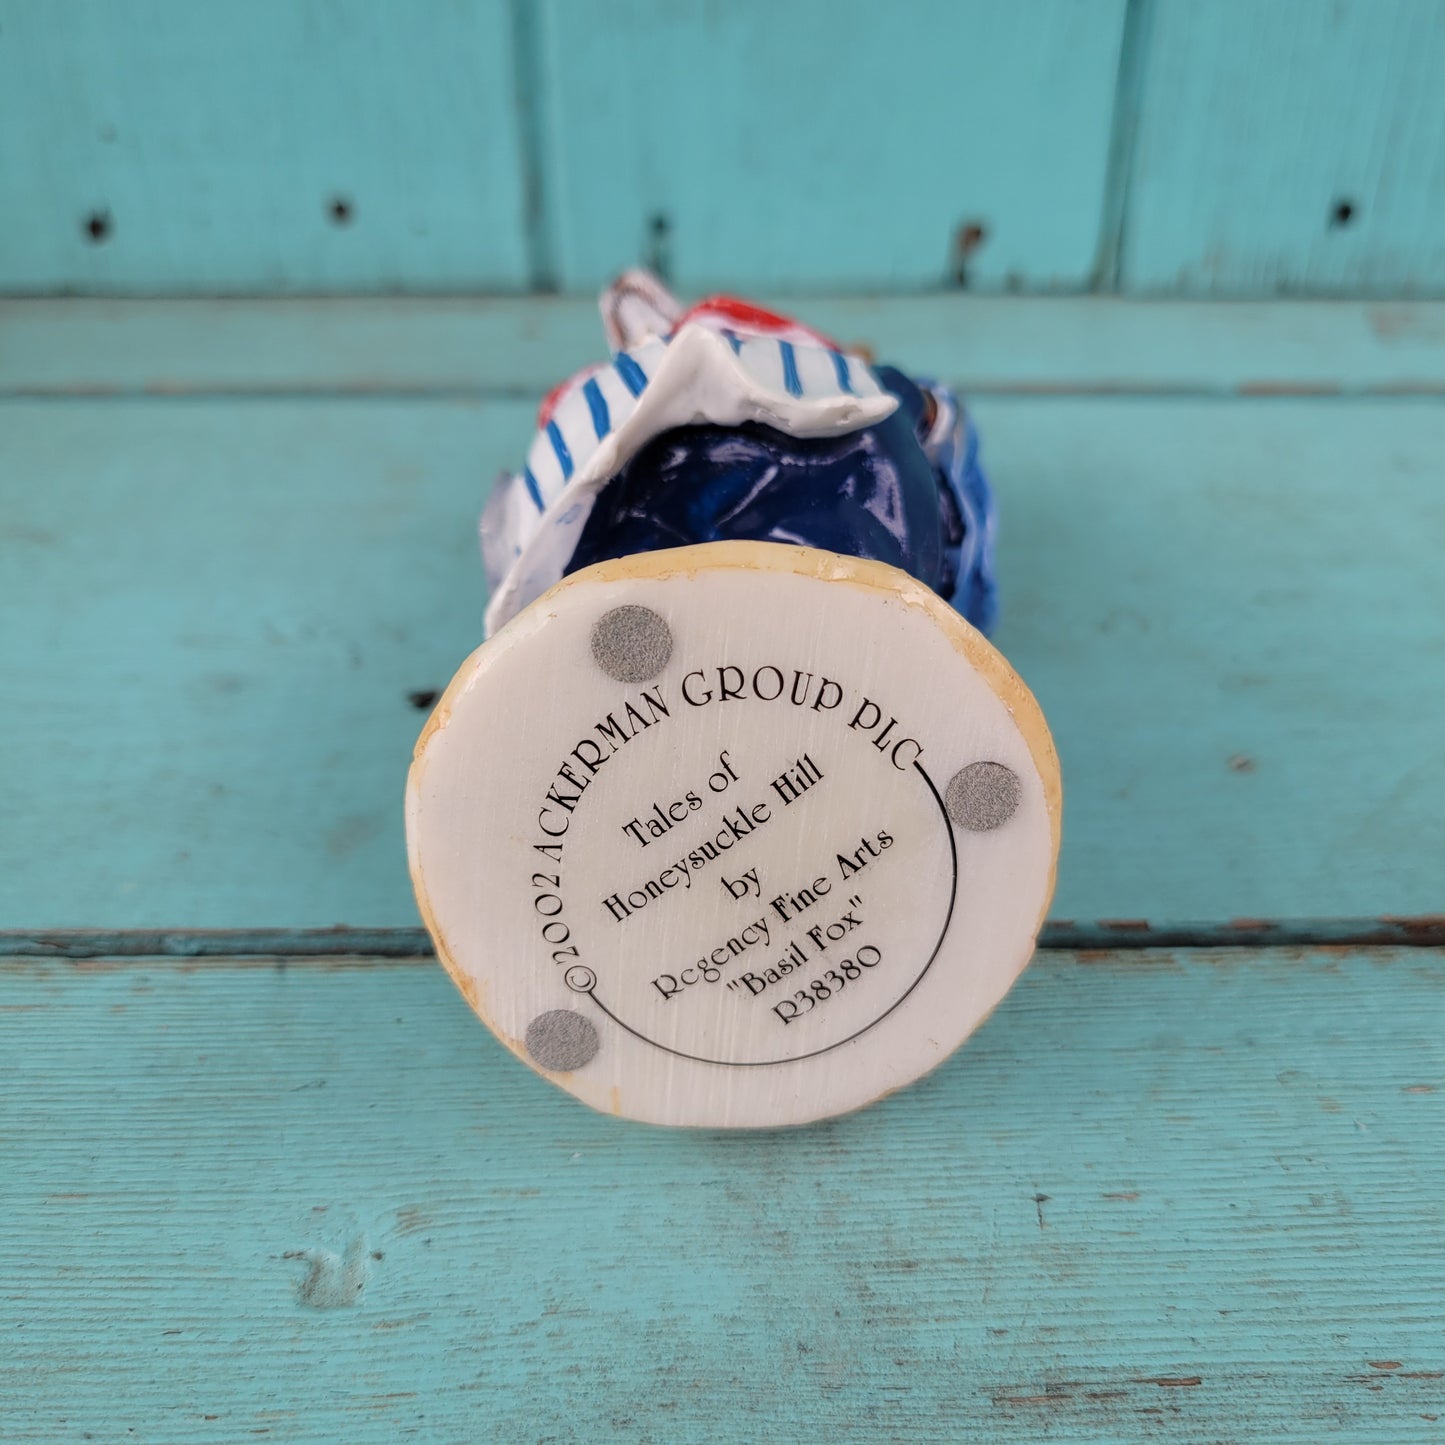 ©2002 ACKERMAN GROUP PLC
Tales of
Honeysuckle Hill
by
Regency Fine Arts
"Basil Fox"
R38380